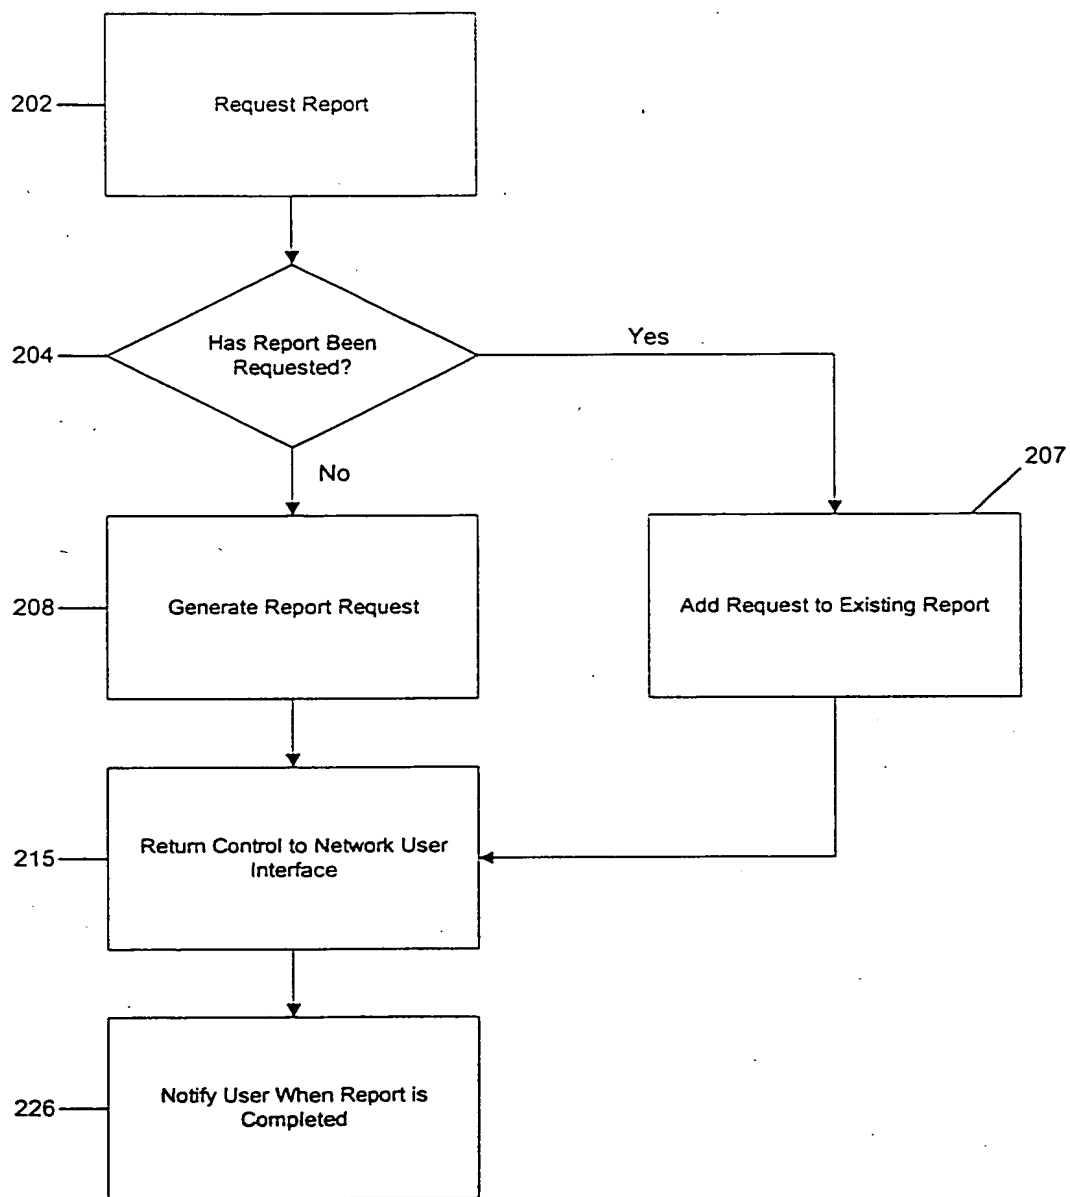 202
Request Report
204
Has Report Been
Requested?
Yes
No
207
208
Generate Report Request
Add Request to Existing Report
215
Return Control to Network User
Interface
226
Notify User When Report is
Completed